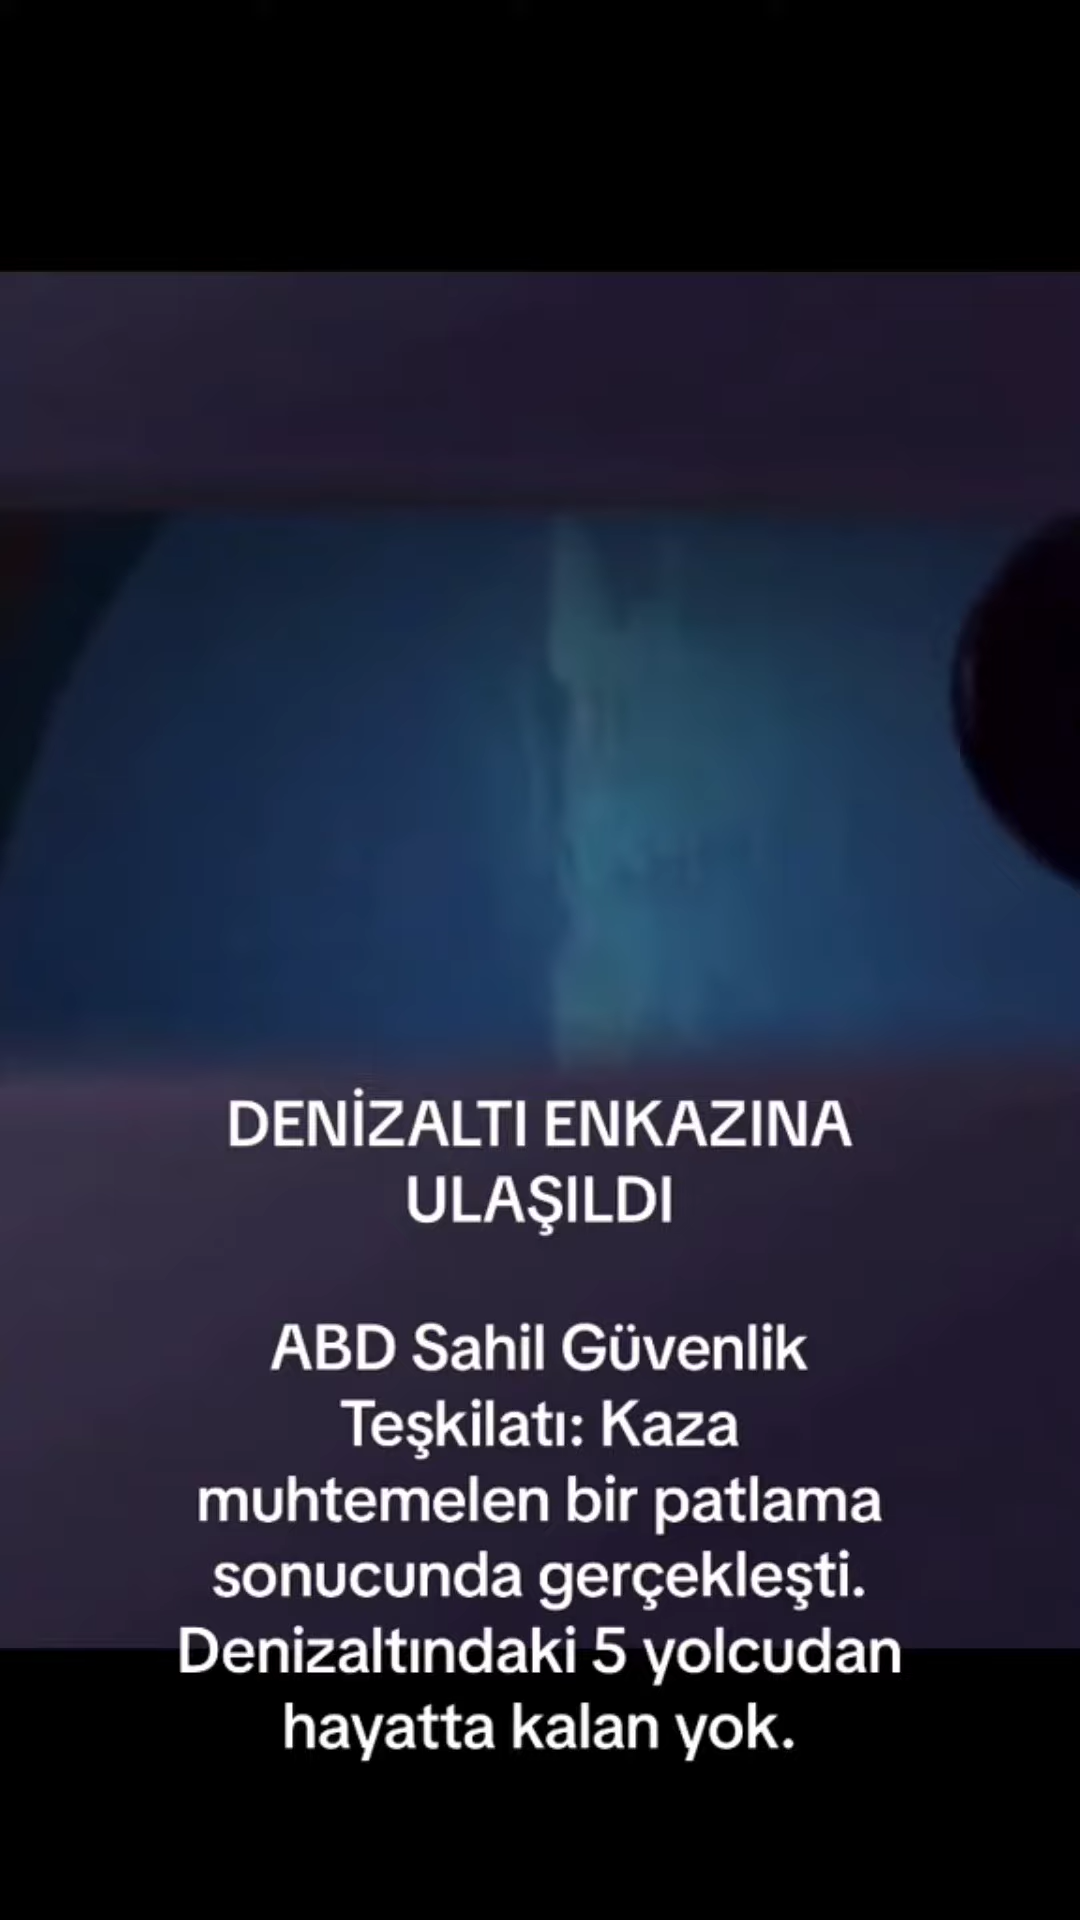 DENİZALTI ENKAZINA
ULAŞILDI
ABD Sahil Güvenlik
Teşkilatı: Kaza
muhtemelen bir patlama
sonucunda gerçekleşti.
Denizaltındaki 5 yolcudan
hayatta kalan yok.